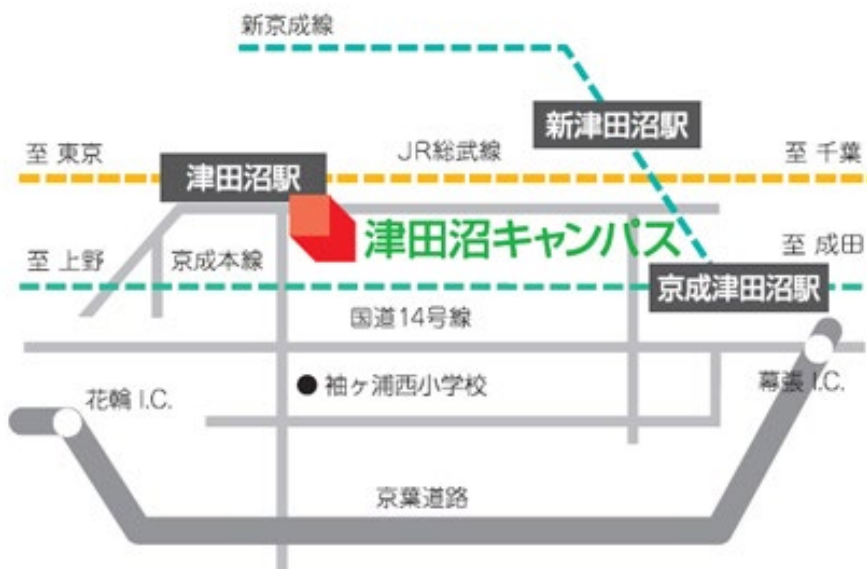 新京成線
新津田沼駅
至 東京
津田沼駅
JR総武線
至 千葉
津田沼キャンパス
至 上野
京成本線
至 成田
京成津田沼駅
国道14号線
袖ヶ浦西小学校
花輪 I.C.
幕張 I.C.
京葉道路